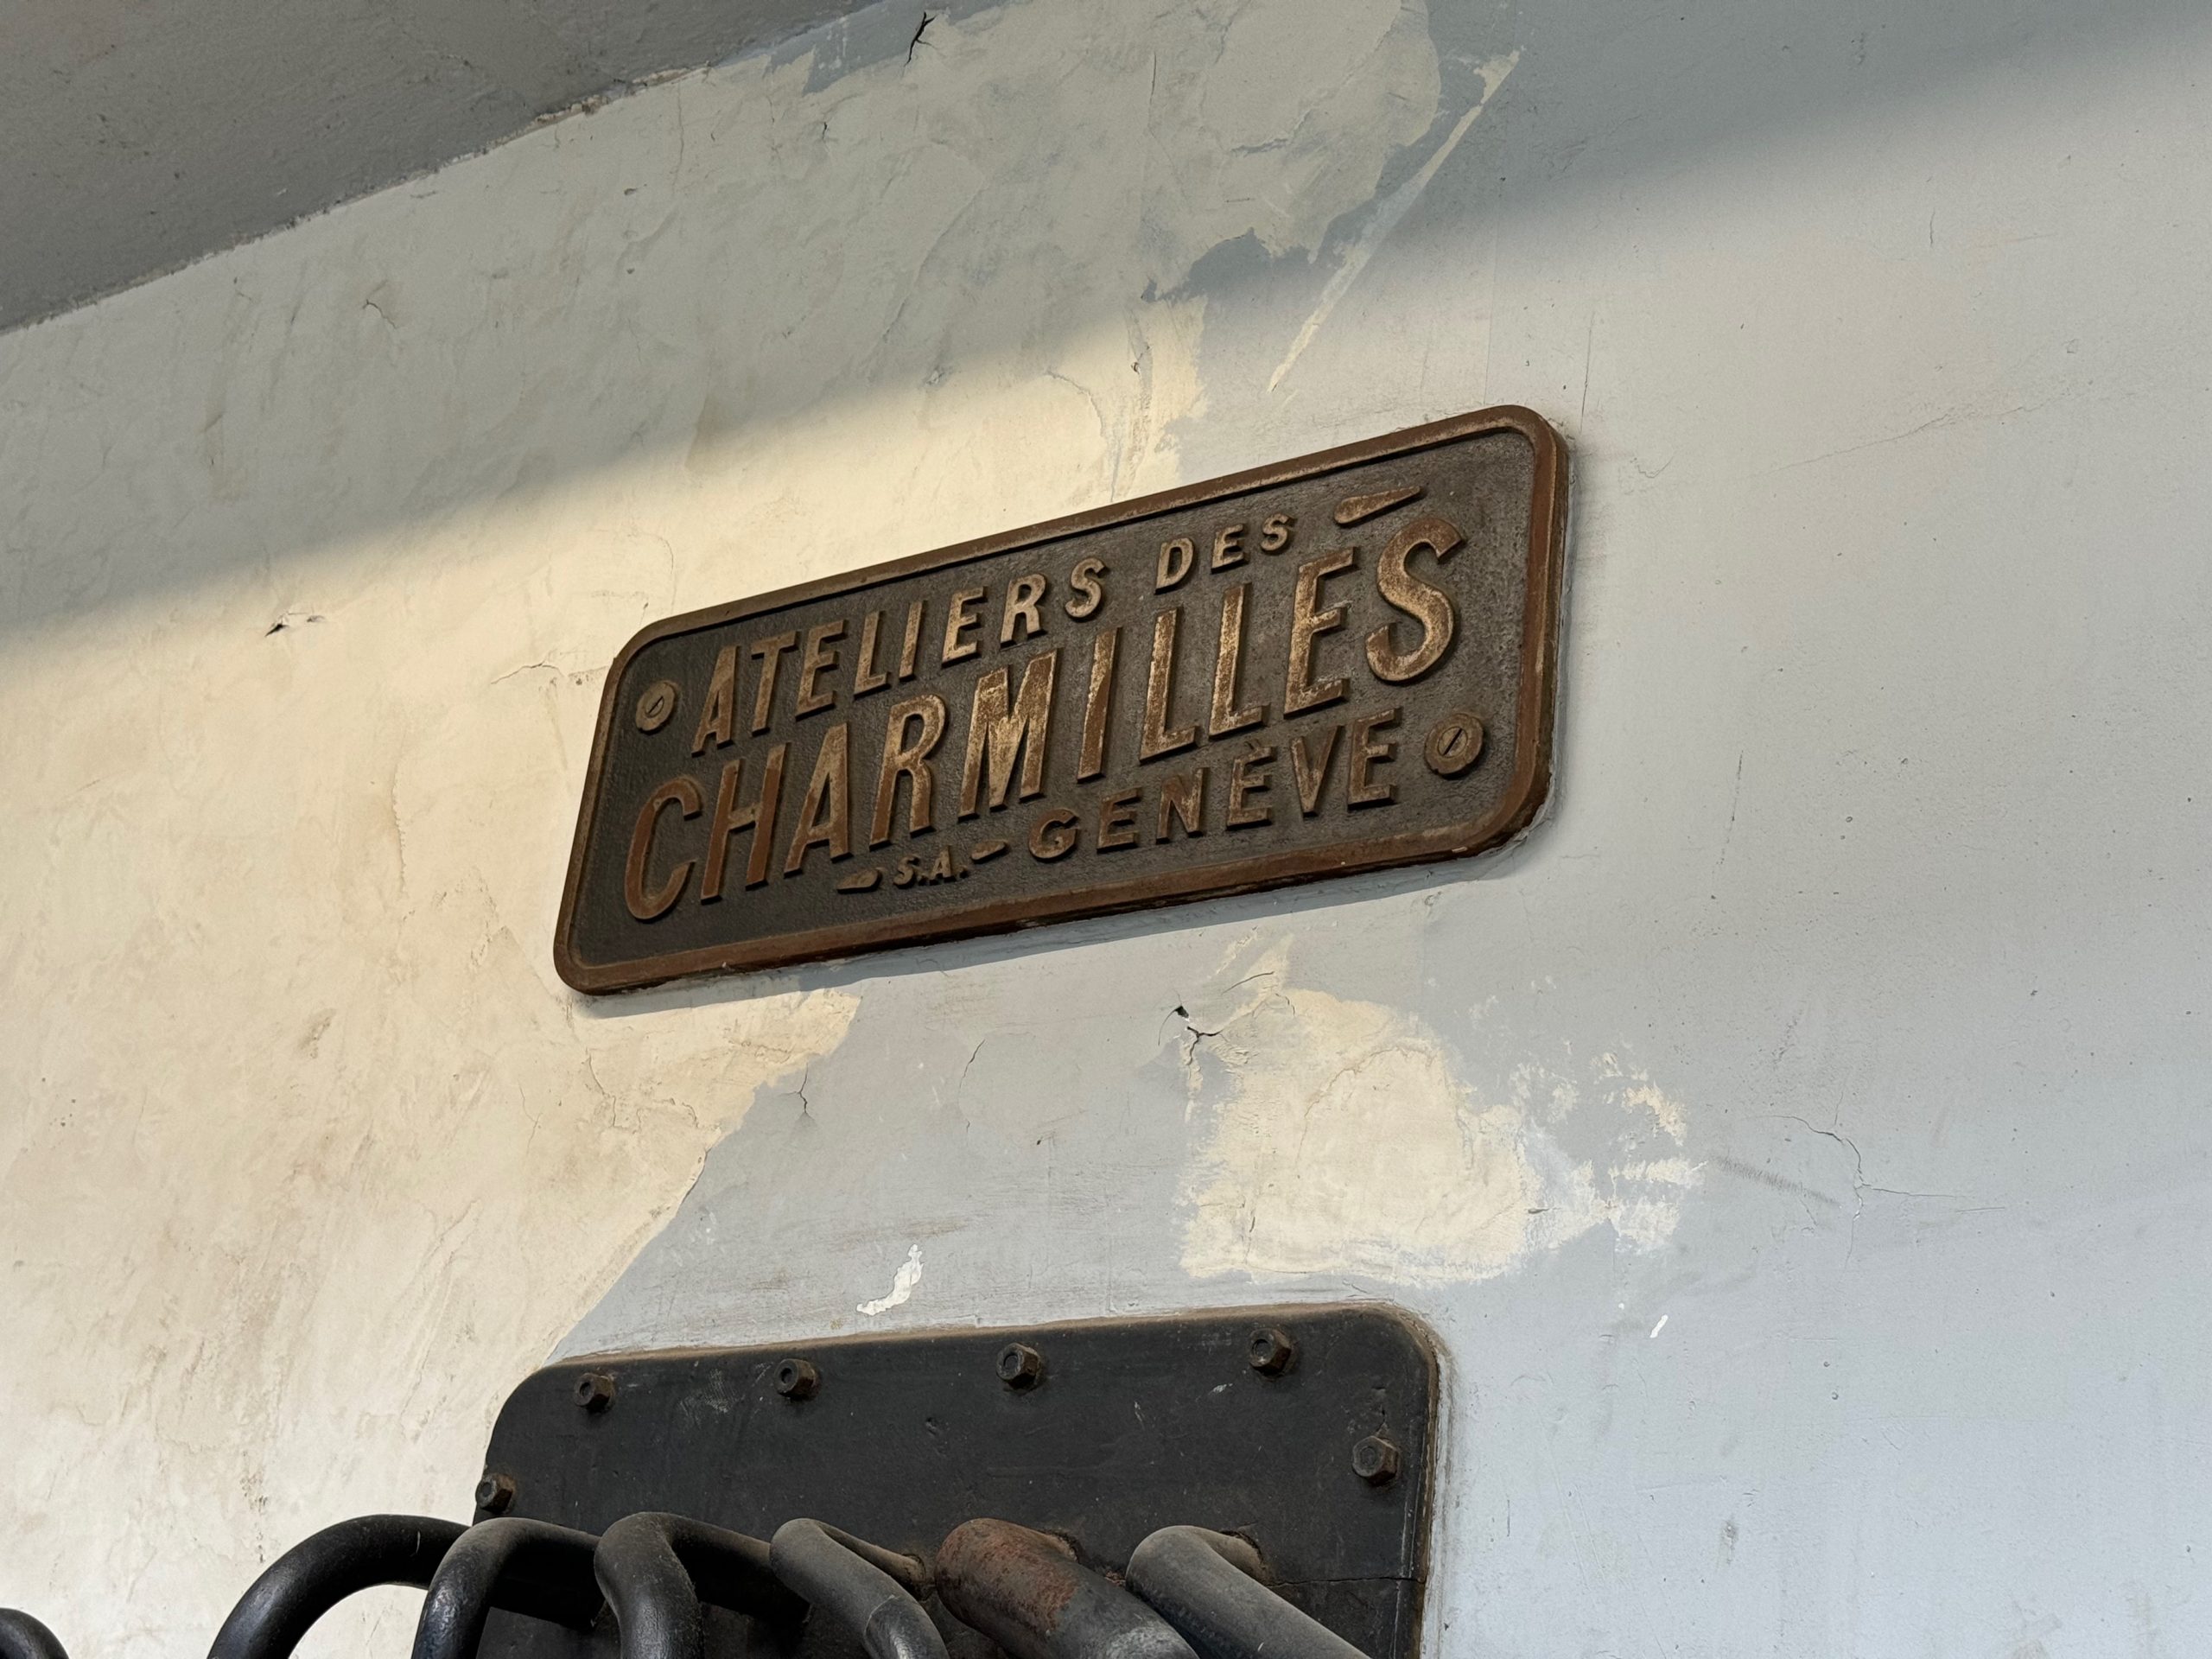 ATELIERS DES
CHARMILLES
S.A. GENÈVE